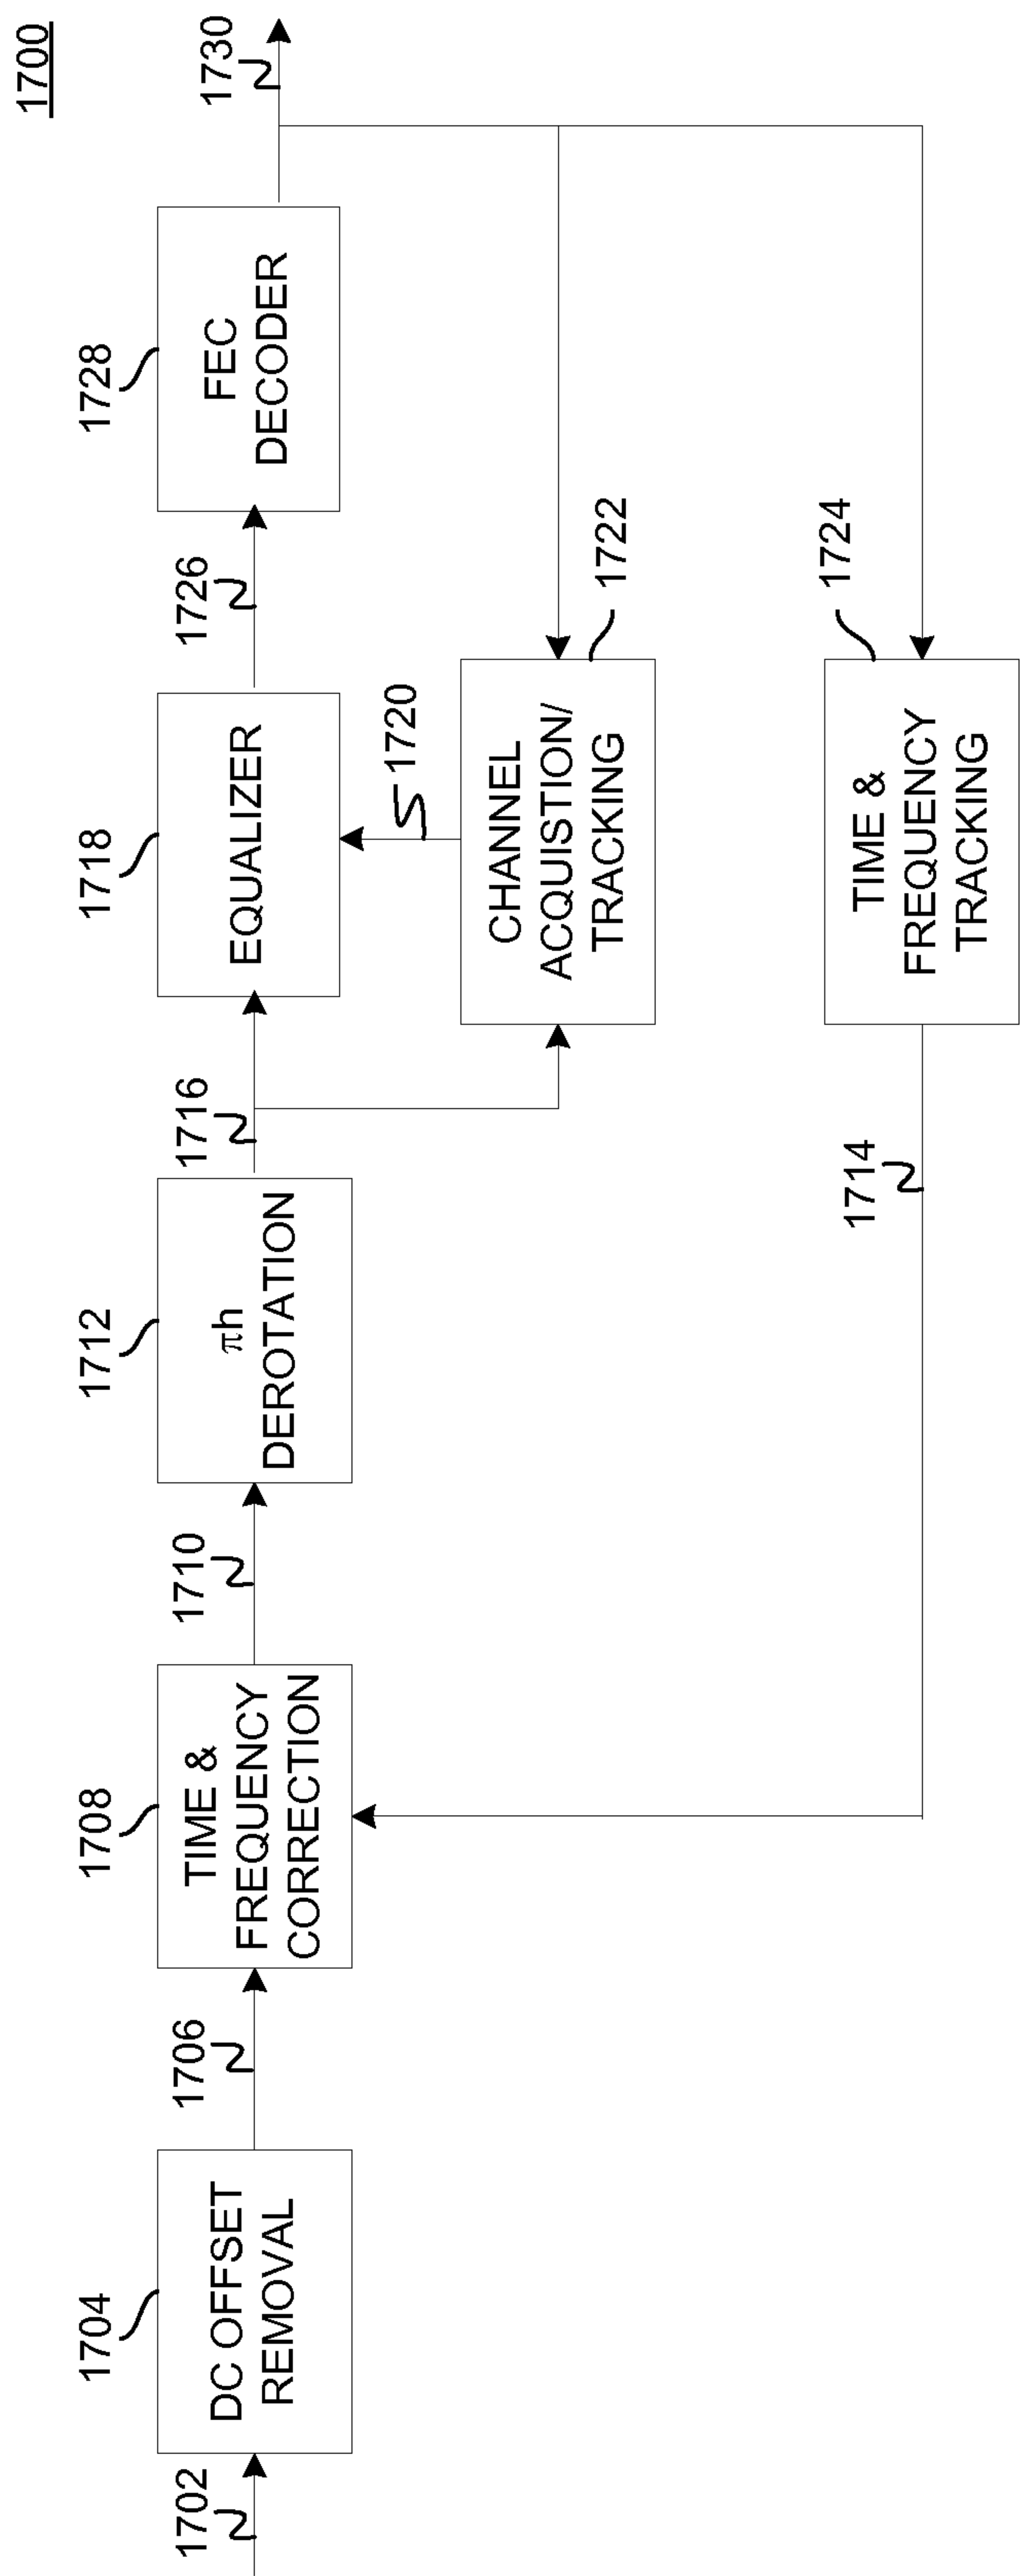 1700
1702
1704
DC OFFSET
REMOVAL
1706
1708
TIME &
FREQUENCY
CORRECTION
1710
1712
πh
DEROTATION
1716
1718
EQUALIZER
1726
1728
FEC
DECODER
1730
1720
CHANNEL
ACQUISTION/
TRACKING
1722
1714
TIME &
FREQUENCY
TRACKING
1724